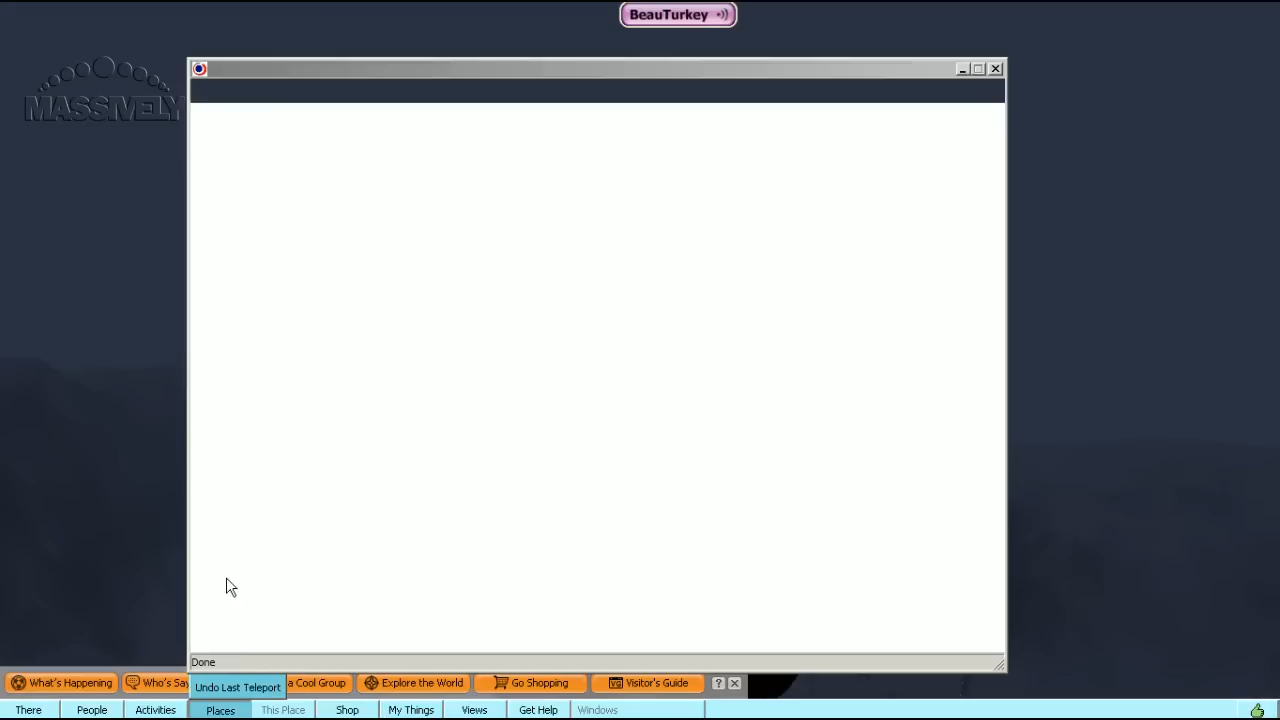 BeauTurkey
MASSIVELY
Done
What's Happening
Who's Say
a Cool Group
Explore the World
Go Shopping
VG Visitor's Guide
?
Undo Last Teleport
There
People
Activities
Places
This Place
Shop
My Things
Views
Get Help
Windows